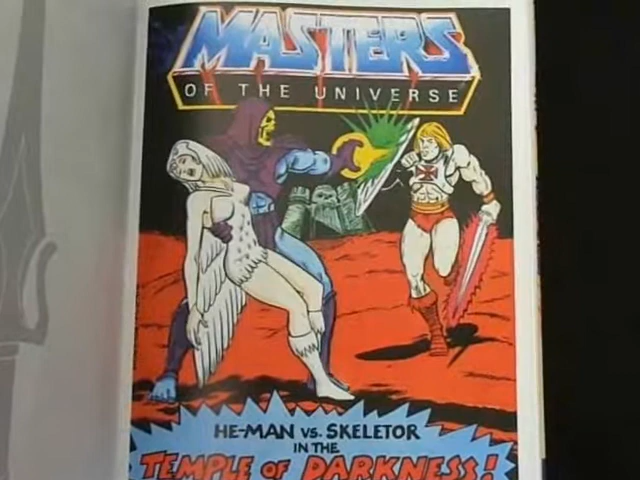 MASTERS
OF THE UNIVERSE
HE-MAN VS. SKELETOR
IN THE
TEMPLE OF DARKNESS!